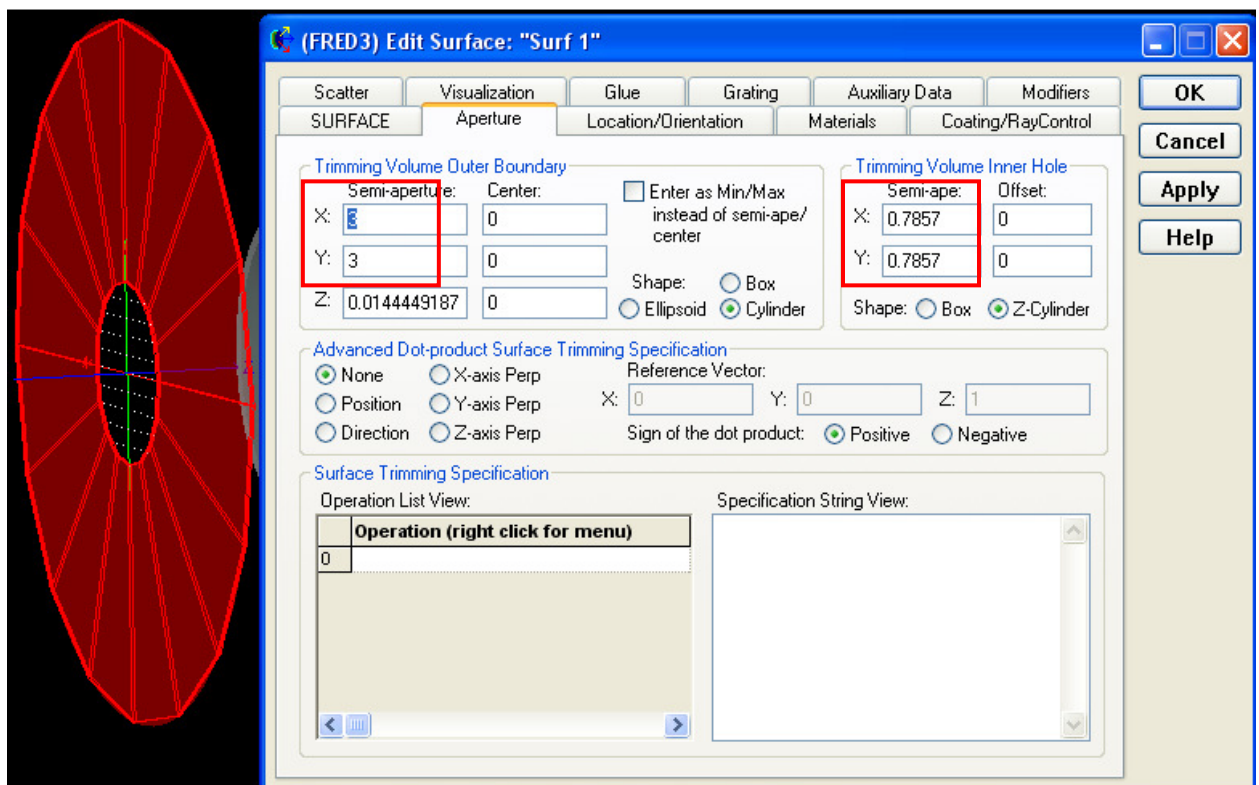 (FRED3) Edit Surface: "Surf 1"
Scatter Visualization Glue Grating Auxiliary Data Modifiers
SURFACE Aperture Location/Orientation Materials Coating/RayControl
OK
Cancel
Apply
Help
Trimming Volume Outer Boundary
Semi-aperture: Center:
X: 3 0
Y: 3 0
Z: 0.0144449187 0
Enter as Min/Max
instead of semi-ape/
center
Shape: Box
Ellipsoid Cylinder
Trimming Volume Inner Hole
Semi-ape: Offset:
X: 0.7857 0
Y: 0.7857 0
Shape: Box Z-Cylinder
Advanced Dot-product Surface Trimming Specification
None X-axis Perp
Position Y-axis Perp
Direction Z-axis Perp
Reference Vector:
X: 0 Y: 0 Z: 1
Sign of the dot product: Positive Negative
Surface Trimming Specification
Operation List View:
Operation (right click for menu)
0
Specification String View: